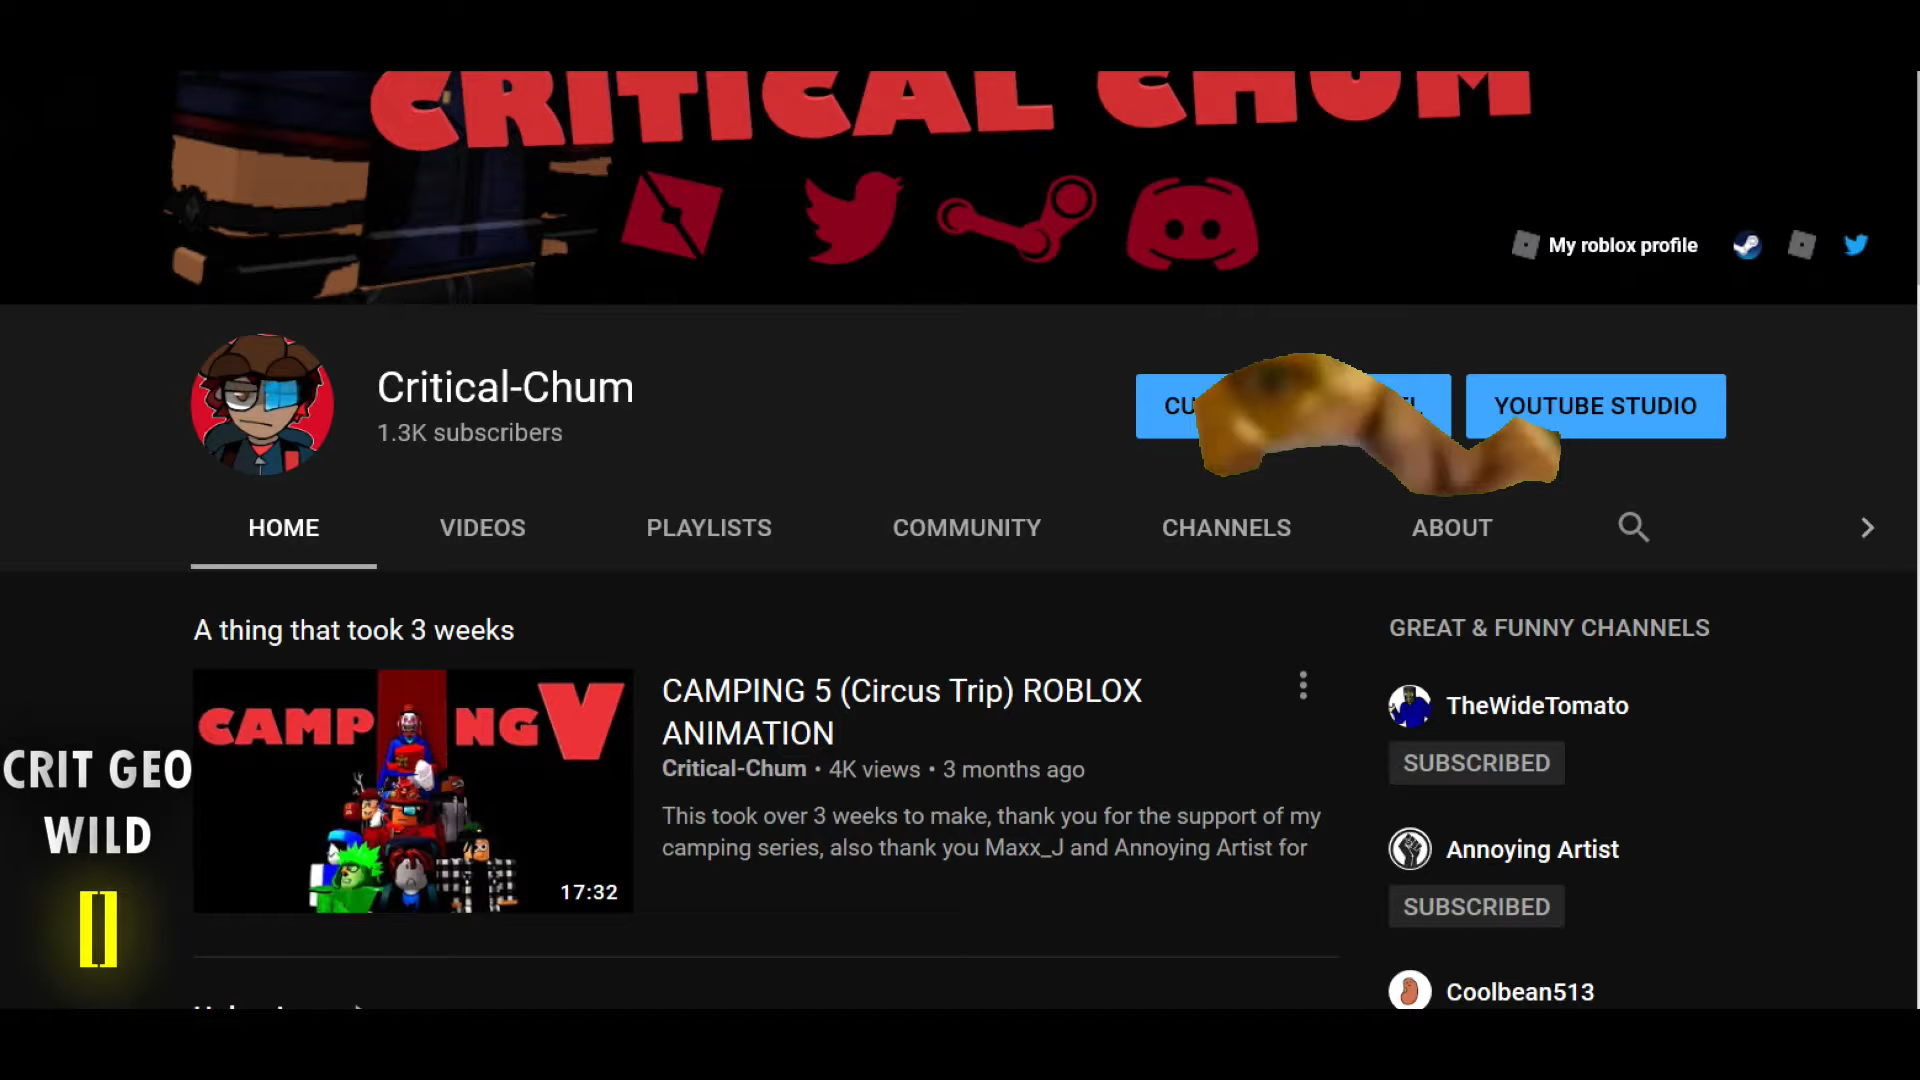 CRITICAL CHUM
My roblox profile
Critical-Chum
1.3K subscribers
YOUTUBE STUDIO
HOME
VIDEOS
PLAYLISTS
COMMUNITY
CHANNELS
ABOUT
A thing that took 3 weeks
CAMP NG V
17:32
CAMPING 5 (Circus Trip) ROBLOX
ANIMATION
Critical-Chum • 4K views • 3 months ago
This took over 3 weeks to make, thank you for the support of my
camping series, also thank you Maxx_J and Annoying Artist for
GREAT & FUNNY CHANNELS
TheWideTomato
SUBSCRIBED
Annoying Artist
SUBSCRIBED
Coolbean513
CRIT GEO
WILD
[]